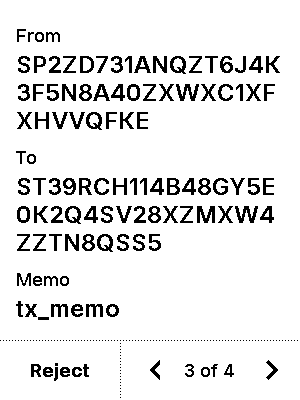 From
SP2ZD731ANQZT6J4K
3F5N8A40ZXWXC1XF
XHVVQFKE
To
ST39RCH114B48GY5E
0K2Q4SV28XZMXW4
ZZTN8QSS5
Memo
tx_memo
Reject
3 of 4